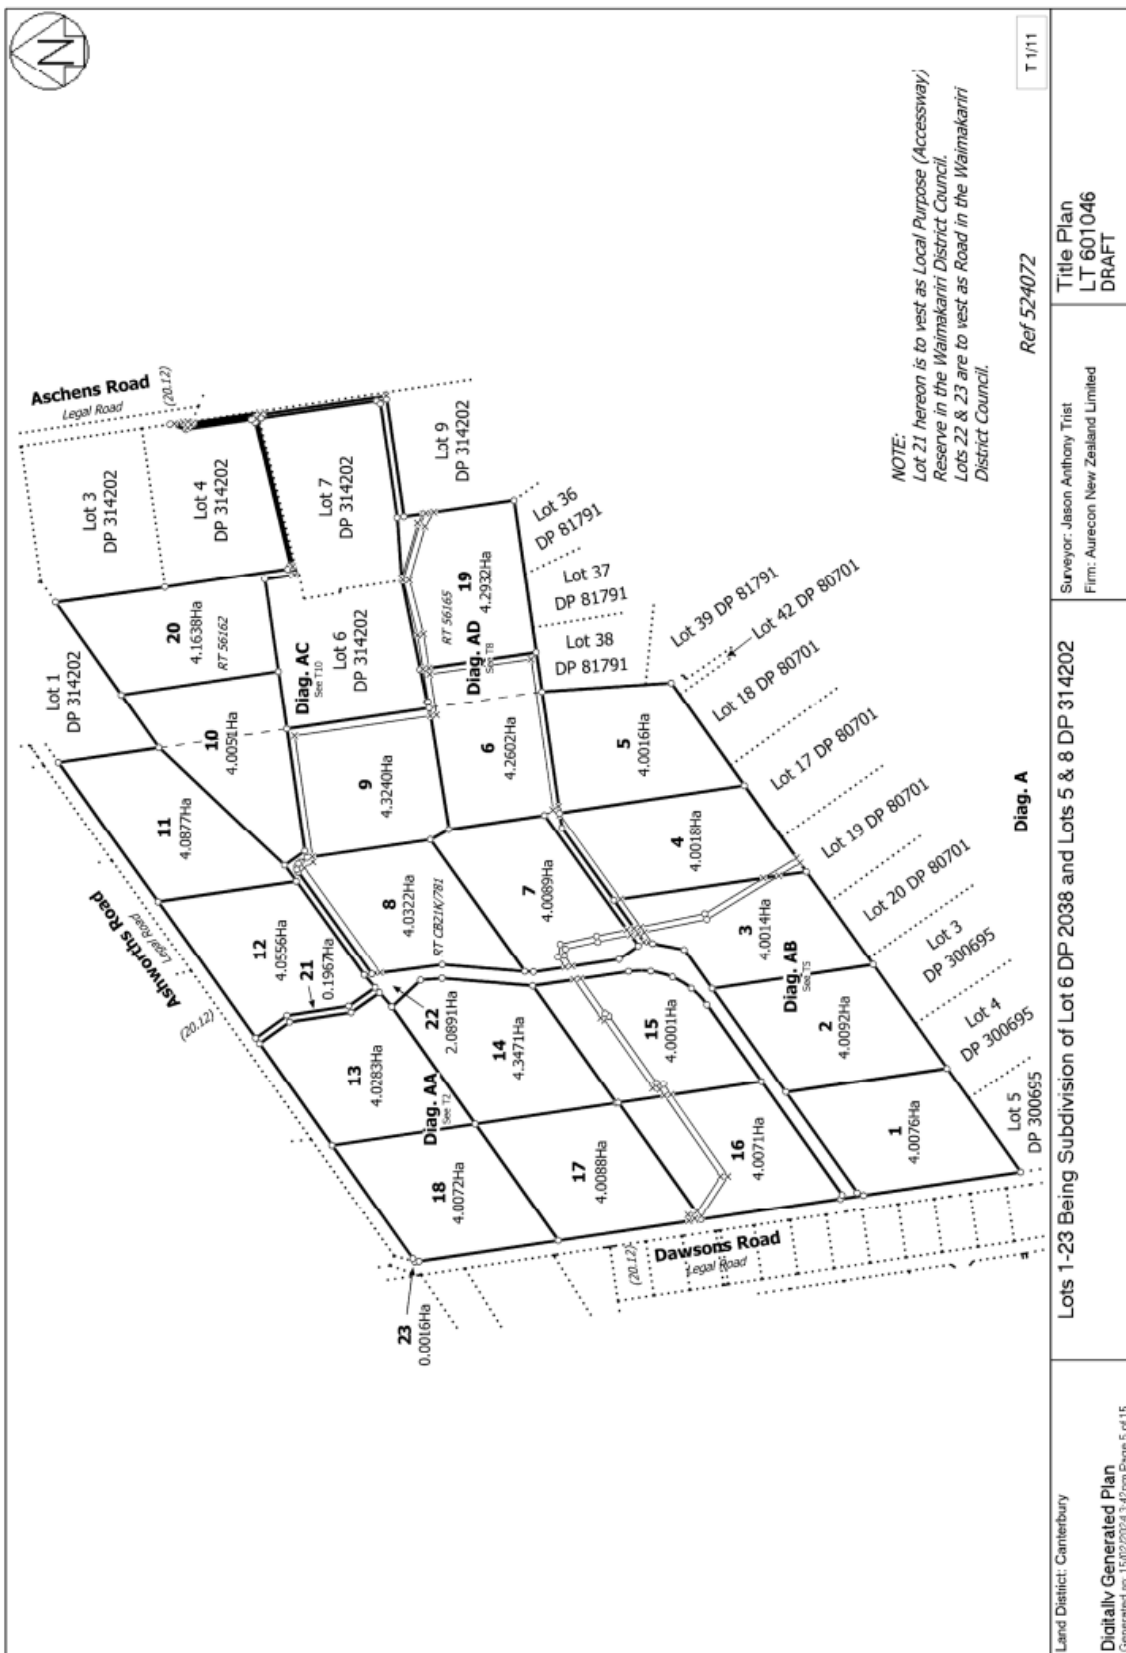 N
Aschens Road
Legal Road
(20.12)
Lot 3
DP 314202
Lot 4
DP 314202
Lot 7
DP 314202
Lot 9
DP 314202
Lot 1
DP 314202
20
4.1638Ha
RT 56162
Diag. AC
See T10
Lot 6
DP 314202
RT 56165
19
4.2932Ha
Diag. AD
See T8
Lot 36
DP 81791
Lot 37
DP 81791
Lot 38
DP 81791
Lot 39 DP 81791
Lot 42 DP 80701
Lot 18 DP 80701
Lot 17 DP 80701
Lot 19 DP 80701
Lot 20 DP 80701
Lot 3
DP 300695
Lot 4
DP 300695
Lot 5
DP 300695
Ashworths Road
Legal Road
(20.12)
11
4.0877Ha
10
4.0051Ha
9
4.3240Ha
6
4.2602Ha
5
4.0016Ha
12
4.0556Ha
21
0.1967Ha
8
4.0322Ha
RT CB21K/781
7
4.0089Ha
4
4.0018Ha
3
4.0014Ha
Diag. AB
See T5
13
4.0283Ha
22
2.0891Ha
Diag. AA
See T2
14
4.3471Ha
15
4.0001Ha
2
4.0092Ha
18
4.0072Ha
17
4.0088Ha
16
4.0071Ha
1
4.0076Ha
23
0.0016Ha
(20.12)
Dawsons Road
Legal Road
Diag. A
NOTE:
Lot 21 hereon is to vest as Local Purpose (Accessway)
Reserve in the Waimakariri District Council.
Lots 22 & 23 are to vest as Road in the Waimakariri
District Council.
Ref 524072
T 1/11
Land District: Canterbury
Digitally Generated Plan
Generated on: 15/02/2024 3:42pm Page 5 of 15
Lots 1-23 Being Subdivision of Lot 6 DP 2038 and Lots 5 & 8 DP 314202
Surveyor: Jason Anthony Trist
Firm: Aurecon New Zealand Limited
Title Plan
LT 601046
DRAFT